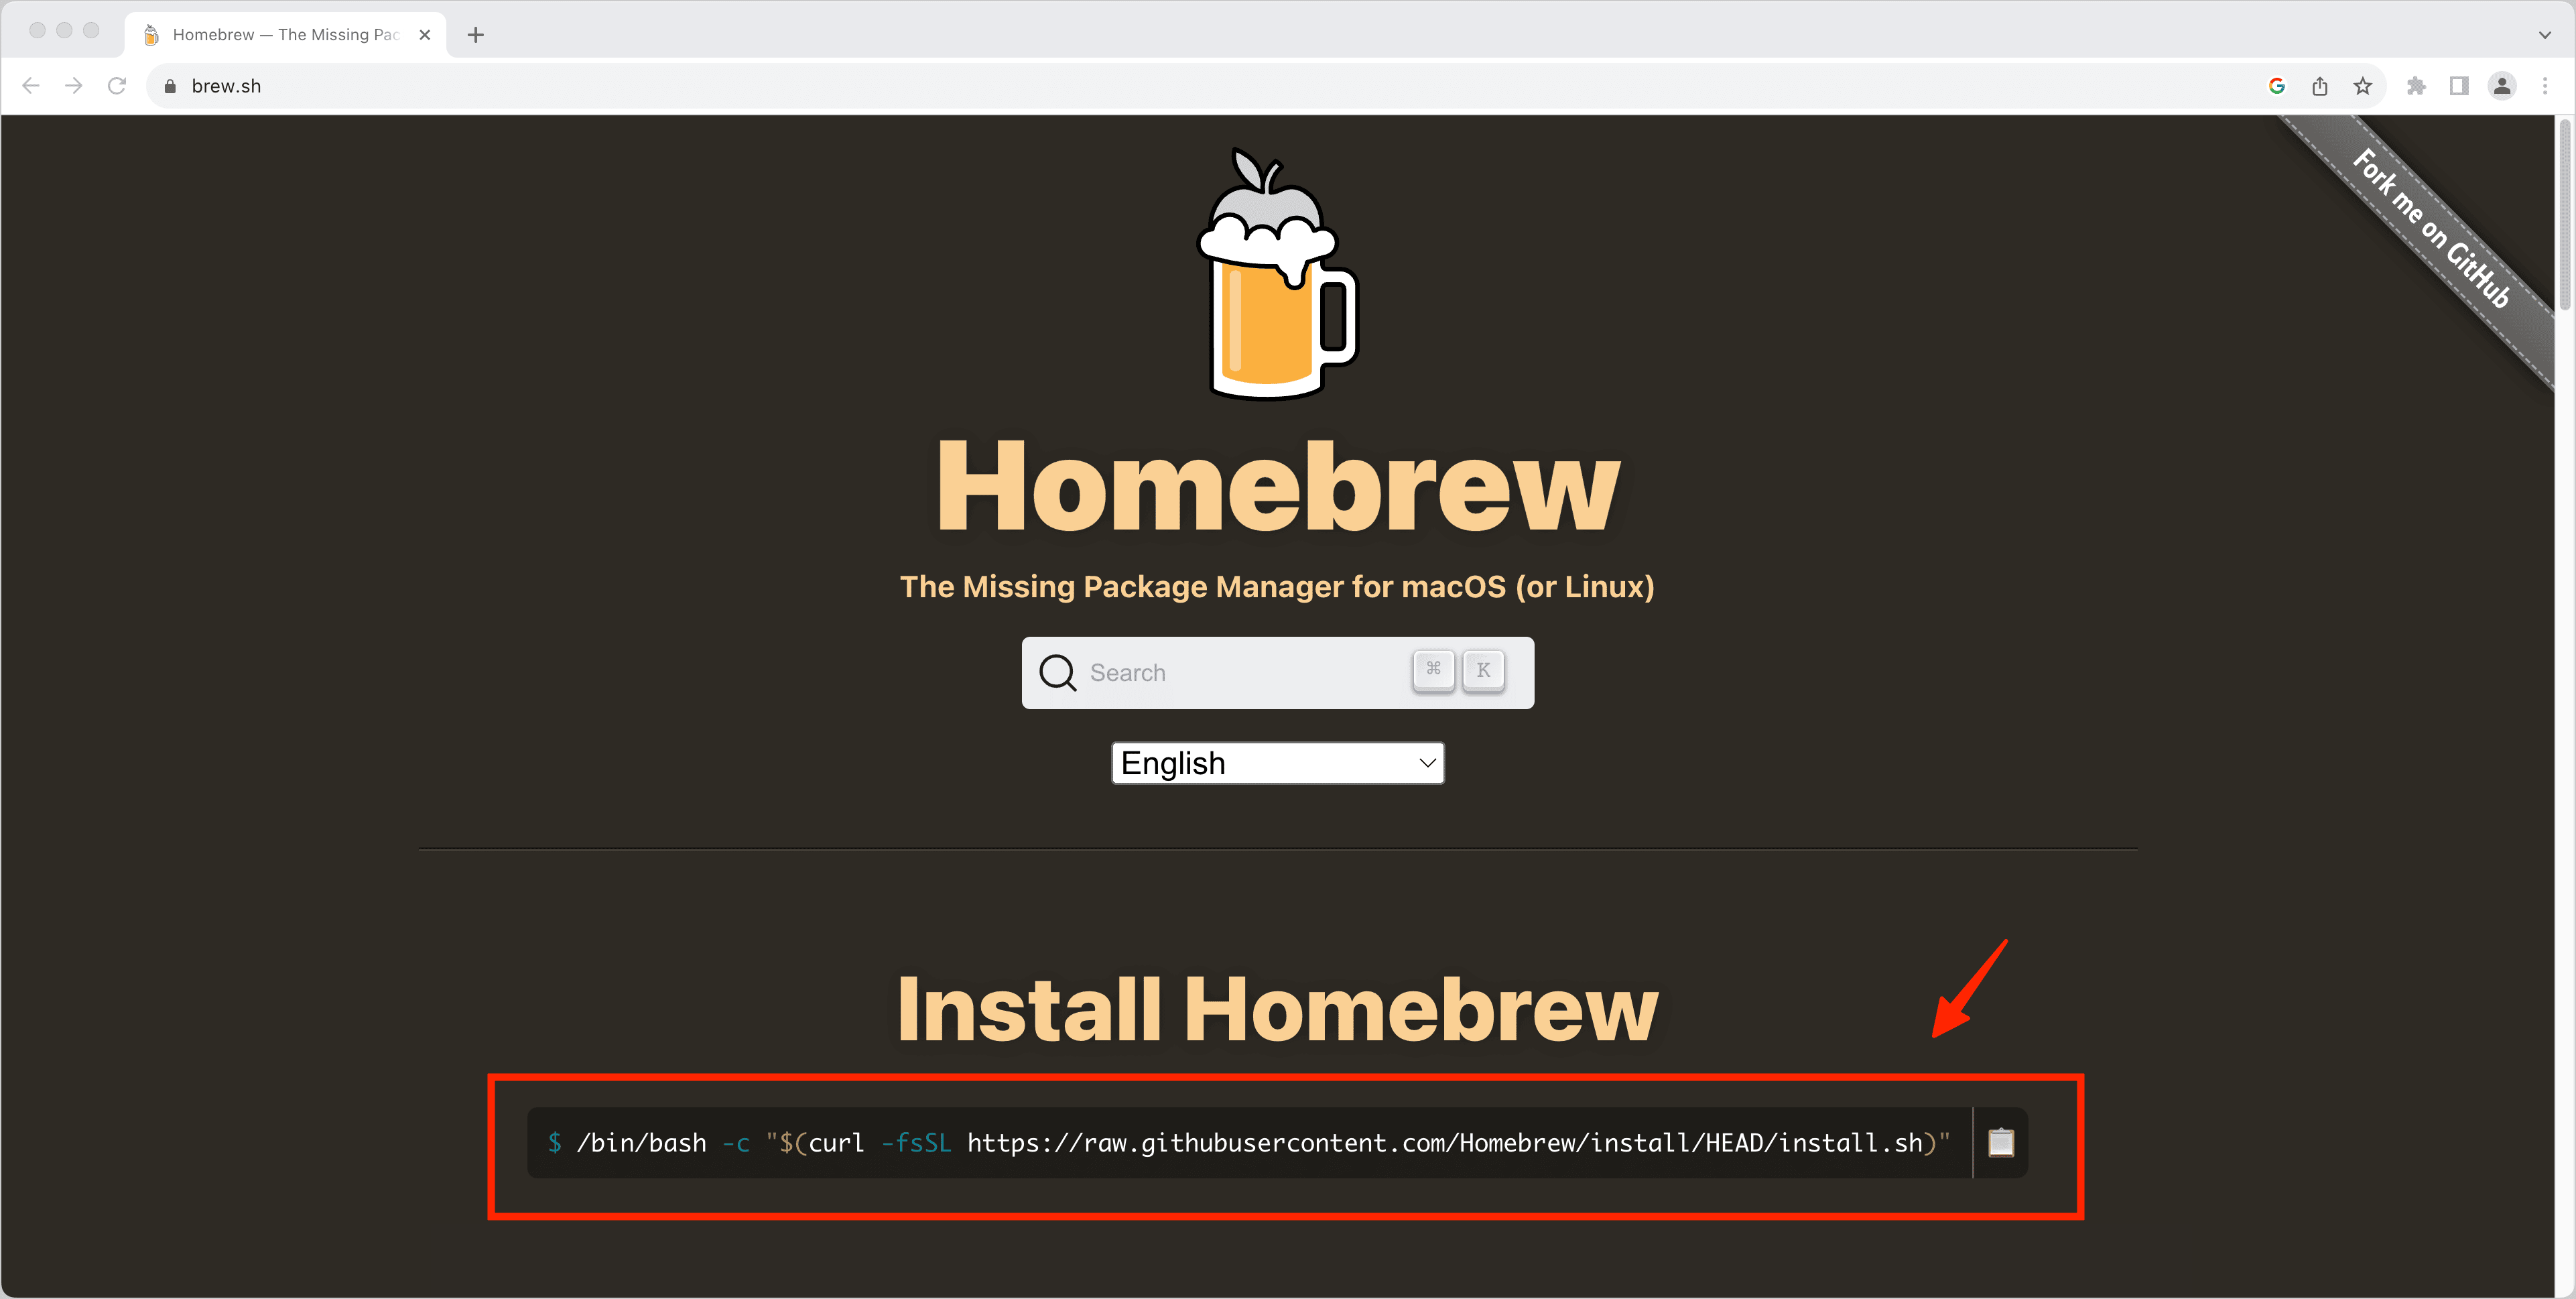 Homebrew — The Missing Pac
brew.sh
Fork me on GitHub
Homebrew
The Missing Package Manager for macOS (or Linux)
Search ⌘ K
English
Install Homebrew
$ /bin/bash -c "$(curl -fsSL https://raw.githubusercontent.com/Homebrew/install/HEAD/install.sh)"